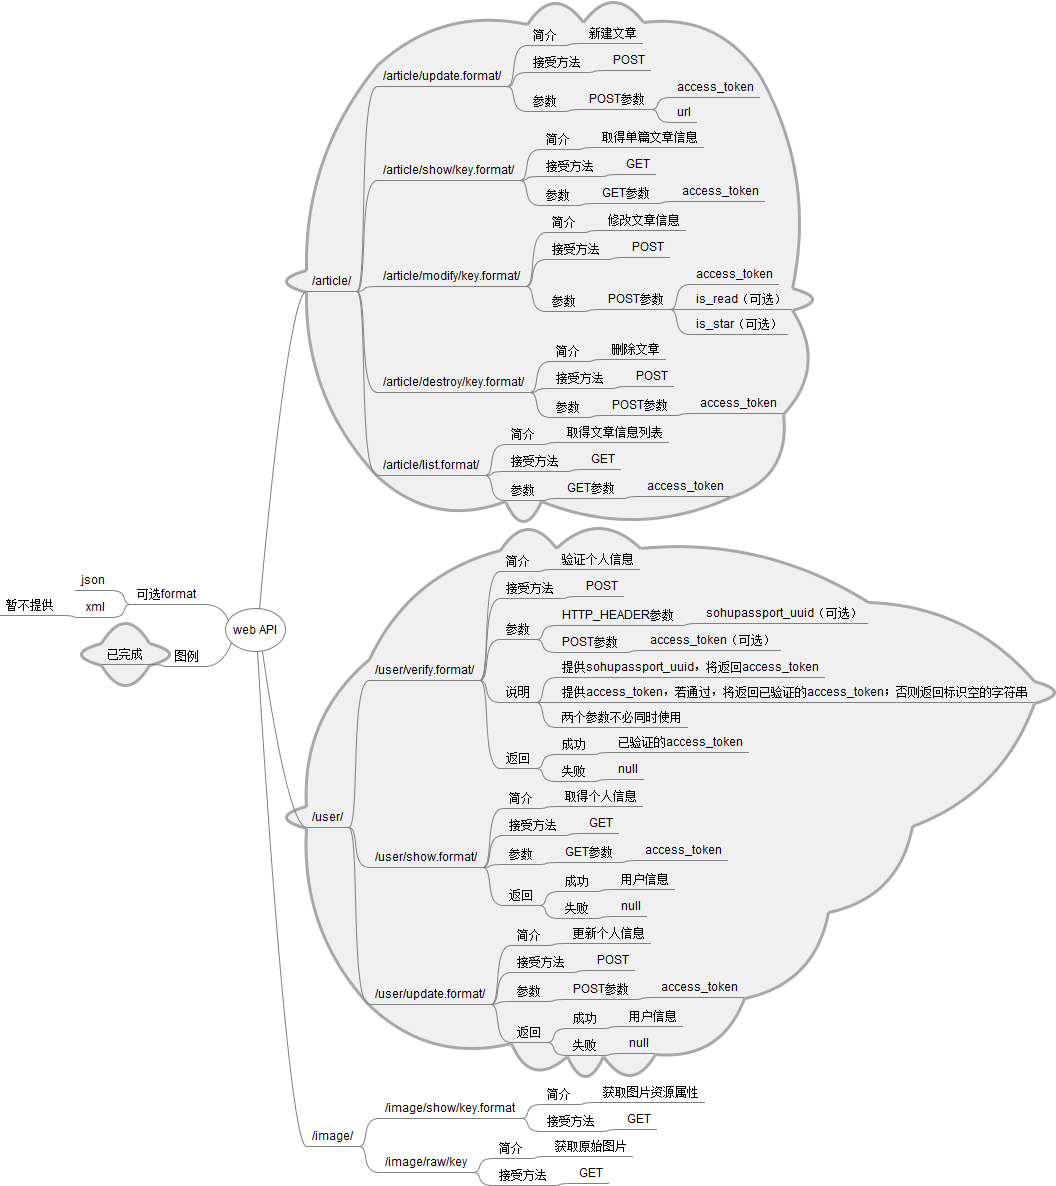 web API
可选format
json
xml
暂不提供
图例
已完成
/article/
/article/update.format/
简介
新建文章
接受方法
POST
参数
POST参数
access_token
url
/article/show/key.format/
简介
取得单篇文章信息
接受方法
GET
参数
GET参数
access_token
/article/modify/key.format/
简介
修改文章信息
接受方法
POST
参数
POST参数
access_token
is_read（可选）
is_star（可选）
/article/destroy/key.format/
简介
删除文章
接受方法
POST
参数
POST参数
access_token
/article/list.format/
简介
取得文章信息列表
接受方法
GET
参数
GET参数
access_token
/user/
/user/verify.format/
简介
验证个人信息
接受方法
POST
参数
HTTP_HEADER参数
sohupassport_uuid（可选）
POST参数
access_token（可选）
说明
提供sohupassport_uuid，将返回access_token
提供access_token，若通过，将返回已验证的access_token；否则返回标识空的字符串
两个参数不必同时使用
返回
成功
已验证的access_token
失败
null
/user/show.format/
简介
取得个人信息
接受方法
GET
参数
GET参数
access_token
返回
成功
用户信息
失败
null
/user/update.format/
简介
更新个人信息
接受方法
POST
参数
POST参数
access_token
返回
成功
用户信息
失败
null
/image/
/image/show/key.format
简介
获取图片资源属性
接受方法
GET
/image/raw/key
简介
获取原始图片
接受方法
GET